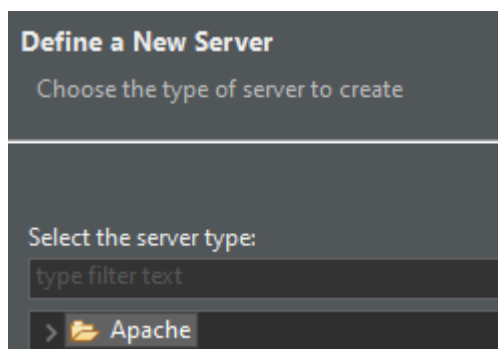 Define a New Server
Choose the type of server to create
Select the server type:
type filter text
Apache